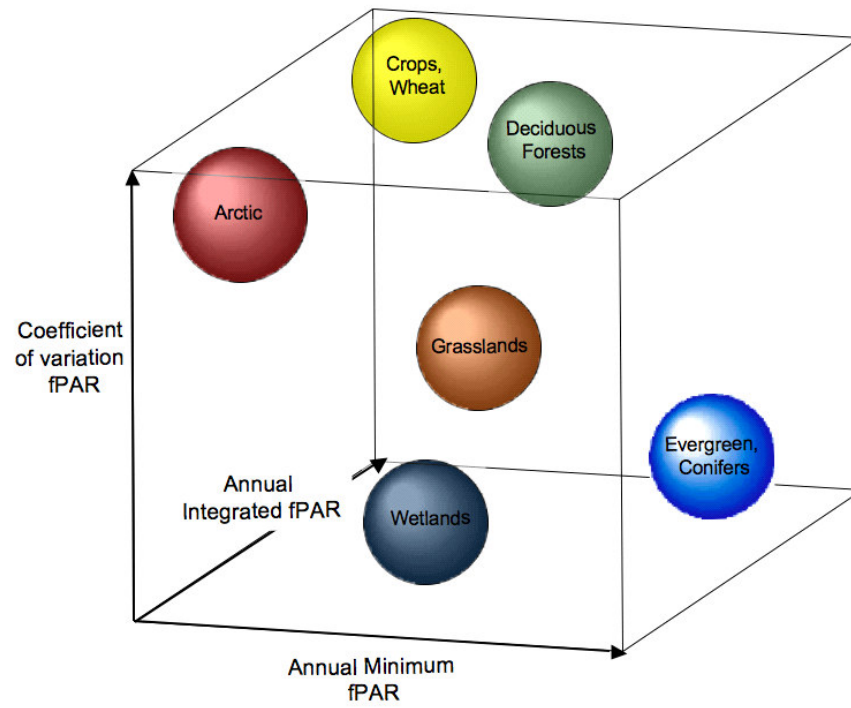 Crops,
Wheat
Deciduous
Forests
Arctic
Coefficient
of variation
fPAR
Grasslands
Evergreen,
Conifers
Annual
Integrated fPAR
Wetlands
Annual Minimum
fPAR